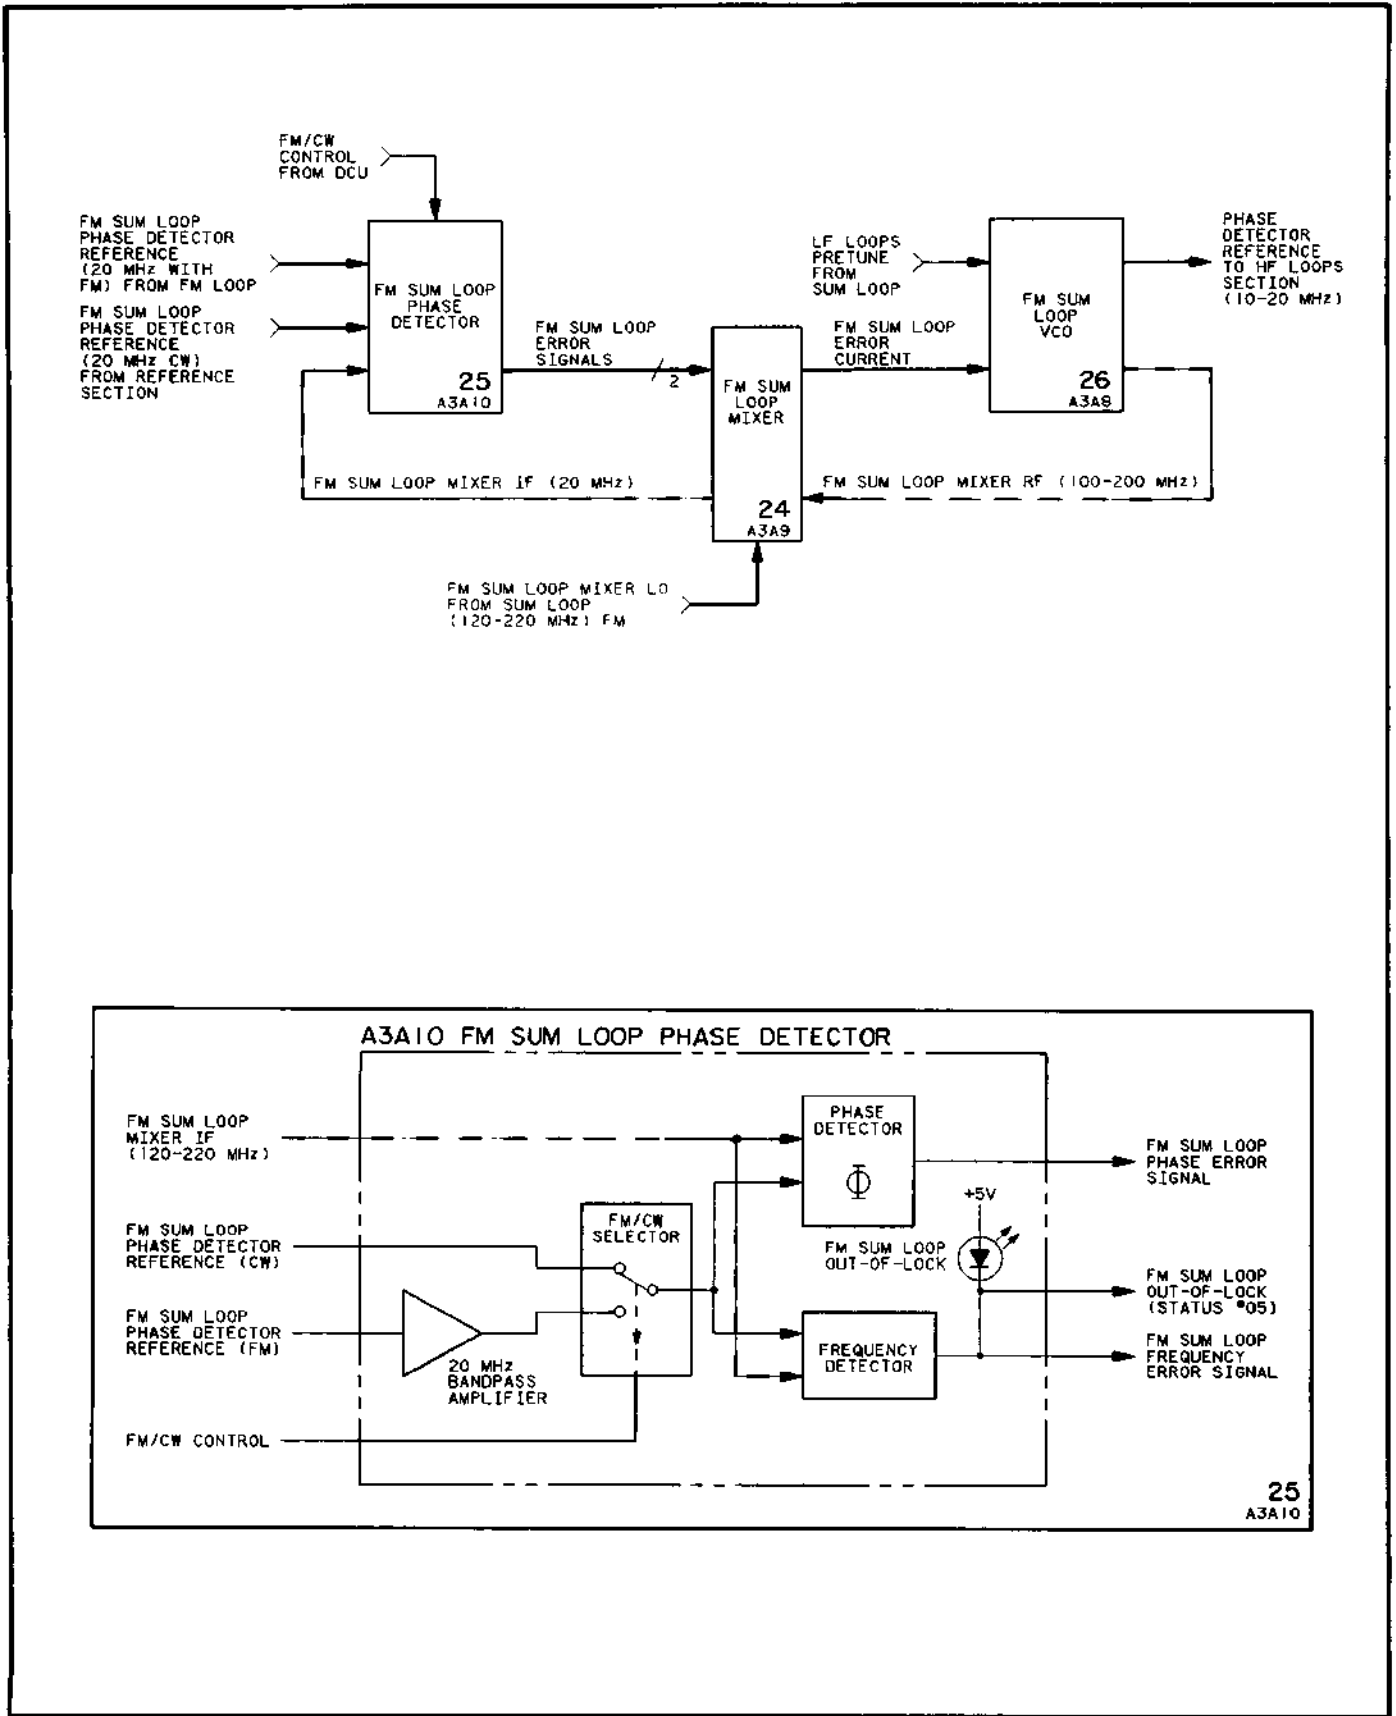 FM/CW
CONTROL
FROM DCU
FM SUM LOOP
PHASE DETECTOR
REFERENCE
(20 MHz WITH
FM) FROM FM LOOP
FM SUM LOOP
PHASE DETECTOR
REFERENCE
(20 MHz CW)
FROM REFERENCE
SECTION
FM SUM LOOP
PHASE
DETECTOR
25
A3A10
FM SUM LOOP
ERROR
SIGNALS
2
FM SUM
LOOP
MIXER
24
A3A9
LF LOOPS
PRETUNE
FROM
SUM LOOP
FM SUM LOOP
ERROR
CURRENT
FM SUM
LOOP
VCO
26
A3A8
PHASE
DETECTOR
REFERENCE
TO HF LOOPS
SECTION
(10-20 MHz)
FM SUM LOOP MIXER IF (20 MHz)
FM SUM LOOP MIXER RF (100-200 MHz)
FM SUM LOOP MIXER LO
FROM SUM LOOP
(120-220 MHz) FM
A3A10 FM SUM LOOP PHASE DETECTOR
FM SUM LOOP
MIXER IF
(120-220 MHz)
FM SUM LOOP
PHASE DETECTOR
REFERENCE (CW)
FM SUM LOOP
PHASE DETECTOR
REFERENCE (FM)
FM/CW CONTROL
20 MHz
BANDPASS
AMPLIFIER
FM/CW
SELECTOR
PHASE
DETECTOR
Φ
+5V
FM SUM LOOP
OUT-OF-LOCK
FREQUENCY
DETECTOR
FM SUM LOOP
PHASE ERROR
SIGNAL
FM SUM LOOP
OUT-OF-LOCK
(STATUS #05)
FM SUM LOOP
FREQUENCY
ERROR SIGNAL
25
A3A10